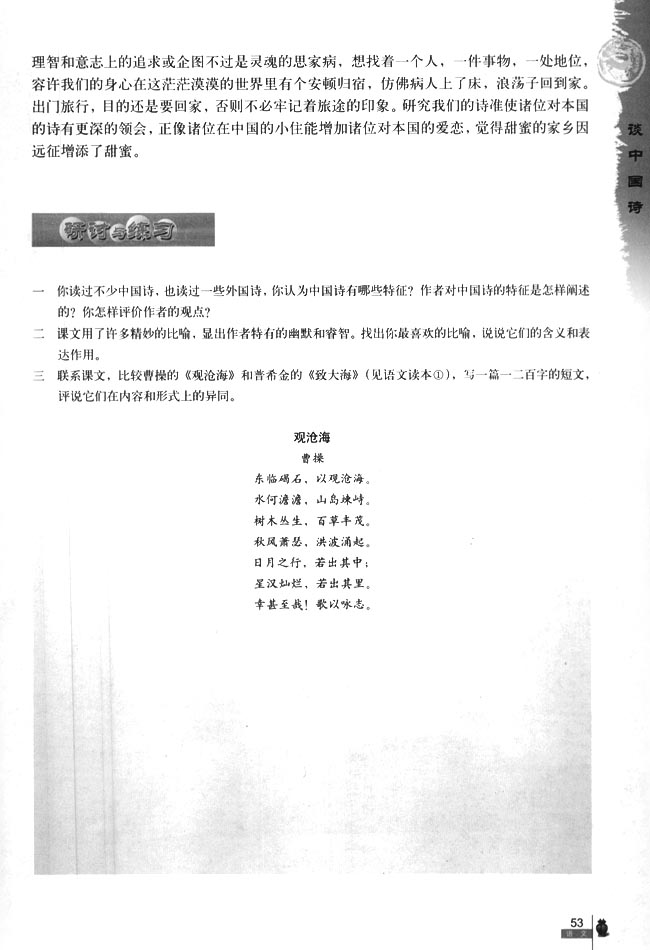 理智和意志上的追求或企图不过是灵魂的思家病，想找着一个人，一件事物，一处地位，
容许我们的身心在这茫茫漠漠的世界里有个安顿归宿，仿佛病人上了床，浪荡子回到家。
出门旅行，目的还是要回家，否则不必牢记着旅途的印象。研究我们的诗准使诸位对本国
的诗有更深的领会，正像诸位在中国的小住能增加诸位对本国的爱恋，觉得甜蜜的家乡因
远征增添了甜蜜。
谈中国诗
研讨与练习
一 你读过不少中国诗，也读过一些外国诗，你认为中国诗有哪些特征？作者对中国诗的特征是怎样阐述
的？你怎样评价作者的观点？
二 课文用了许多精妙的比喻，显出作者特有的幽默和睿智。找出你最喜欢的比喻，说说它们的含义和表
达作用。
三 联系课文，比较曹操的《观沧海》和普希金的《致大海》（见语文读本①），写一篇一二百字的短文，
评说它们在内容和形式上的异同。
观沧海
曹操
东临碣石，以观沧海。
水何澹澹，山岛竦峙。
树木丛生，百草丰茂。
秋风萧瑟，洪波涌起。
日月之行，若出其中；
星汉灿烂，若出其里。
幸甚至哉！歌以咏志。
53
语文